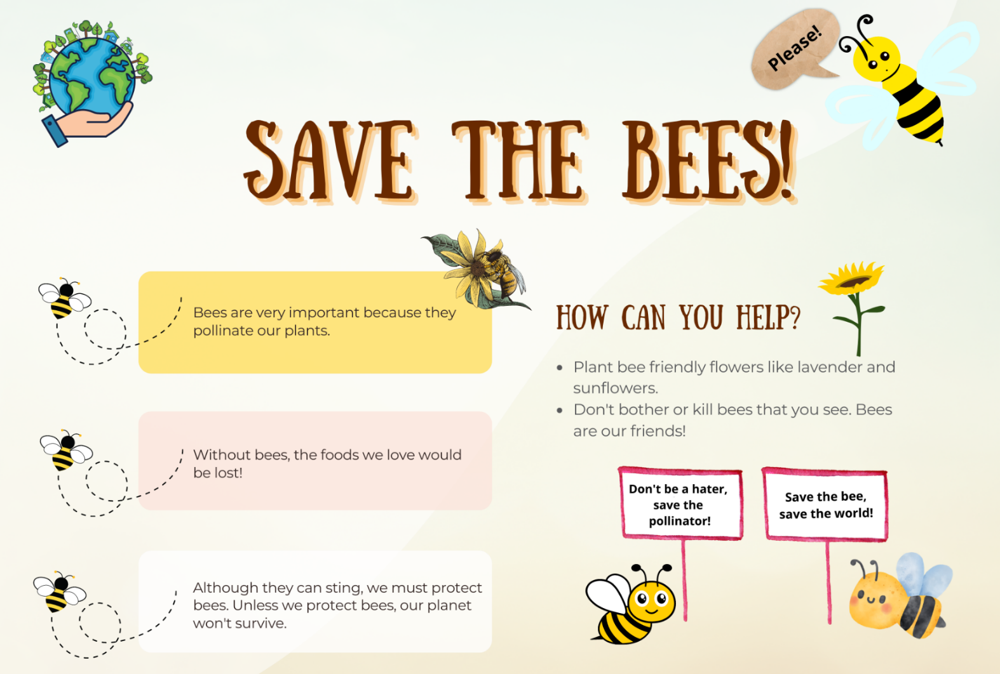 Please!
SAVE THE BEES!
Bees are very important because they
pollinate our plants.
Without bees, the foods we love would
be lost!
Although they can sting, we must protect
bees. Unless we protect bees, our planet
won't survive.
HOW CAN YOU HELP?
• Plant bee friendly flowers like lavender and
sunflowers.
• Don't bother or kill bees that you see. Bees
are our friends!
Don't be a hater,
save the
pollinator!
Save the bee,
save the world!